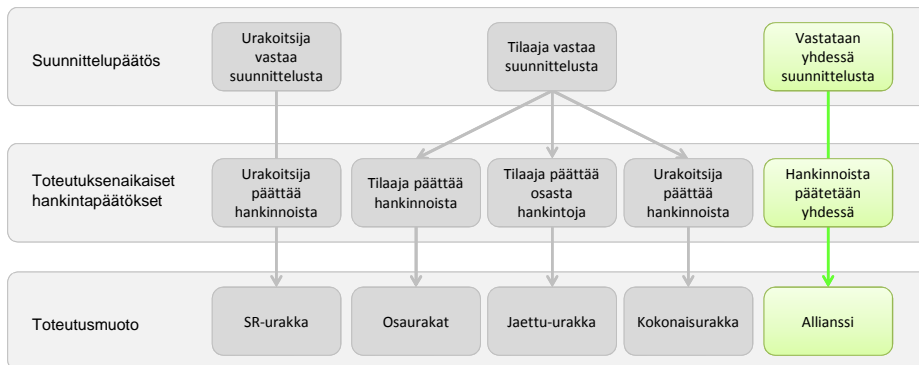 Suunnittelupäätös
Urakoitsija
vastaa
suunnittelusta
Tilaaja vastaa
suunnittelusta
Vastataan
yhdessä
suunnittelusta
Toteutuksenaikaiset
hankintapäätökset
Urakoitsija
päättää
hankinnoista
Tilaaja päättää
hankinnoista
Tilaaja päättää
osasta
hankintoja
Urakoitsija
päättää
hankinnoista
Hankinnoista
päätetään
yhdessä
Toteutusmuoto
SR-urakka
Osaurakat
Jaettu-urakka
Kokonaisurakka
Allianssi